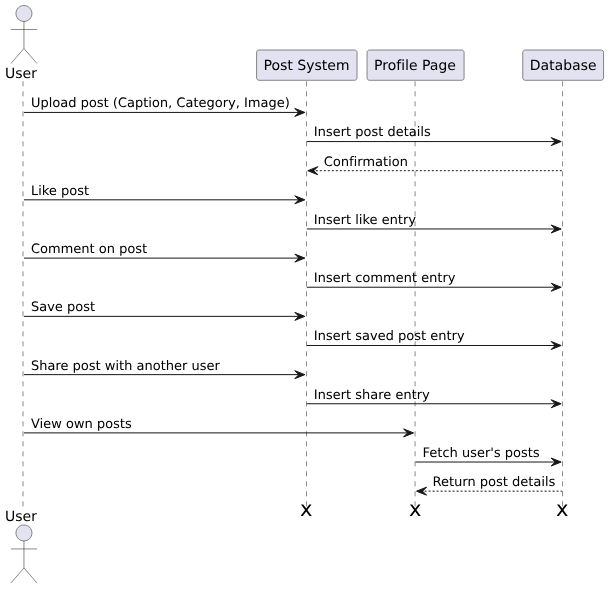 User
Post System
Profile Page
Database
Upload post (Caption, Category, Image)
Insert post details
Confirmation
Like post
Insert like entry
Comment on post
Insert comment entry
Save post
Insert saved post entry
Share post with another user
Insert share entry
View own posts
Fetch user's posts
Return post details
User